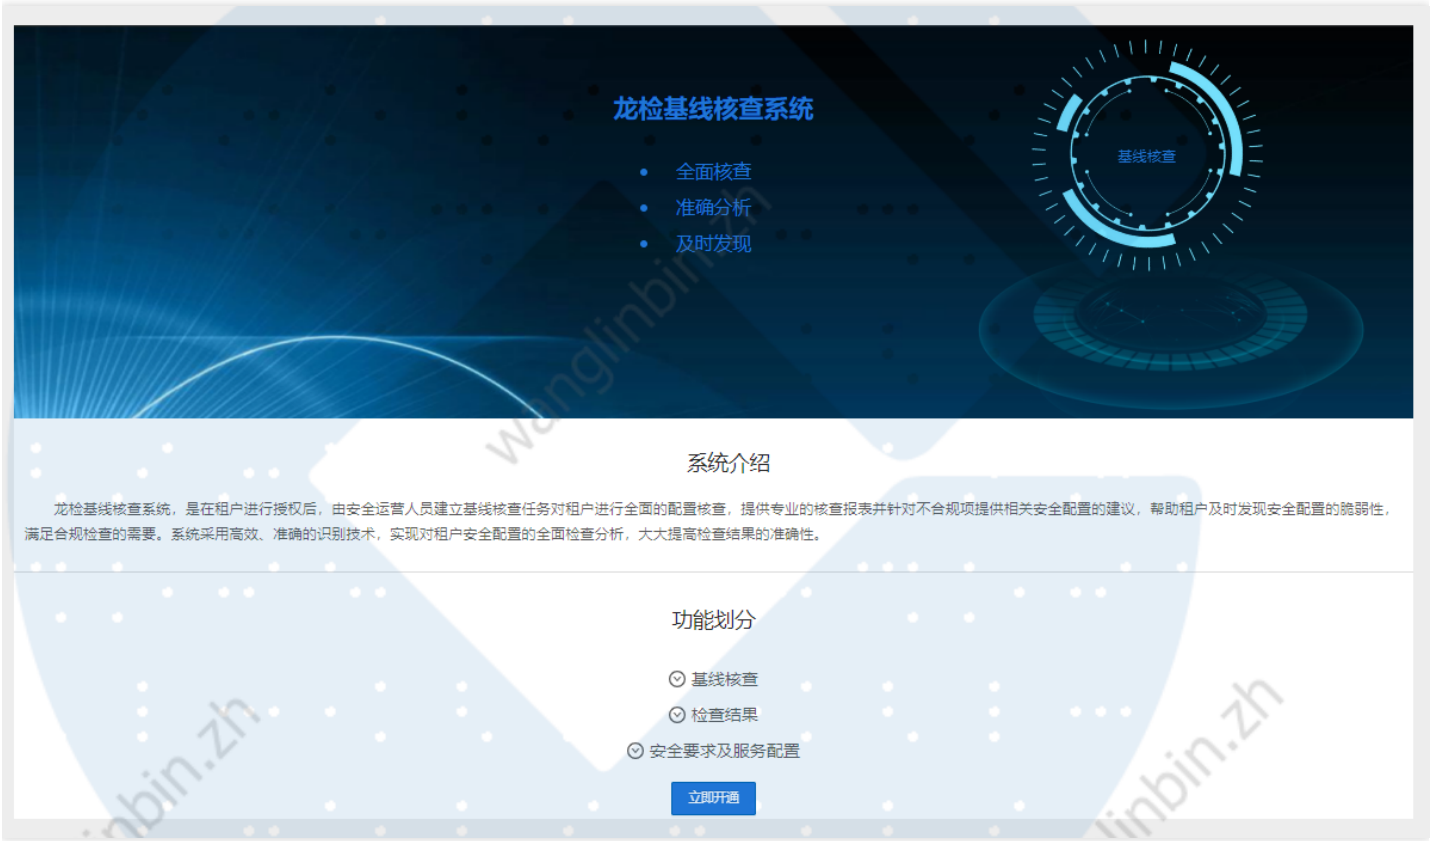 龙检基线核查系统
• 全面核查
• 准确分析
• 及时发现
基线核查
系统介绍
龙检基线核查系统，是在租户进行授权后，由安全运营人员建立基线核查任务对租户进行全面的配置核查，提供专业的核查报表并针对不合规项提供相关安全配置的建议，帮助租户及时发现安全配置的脆弱性，
满足合规检查的需要。系统采用高效、准确的识别技术，实现对租户安全配置的全面检查分析，大大提高检查结果的准确性。
功能划分
基线核查
检查结果
安全要求及服务配置
立即开通
wanglinbin.zh
inbin.zh
linbin.zh